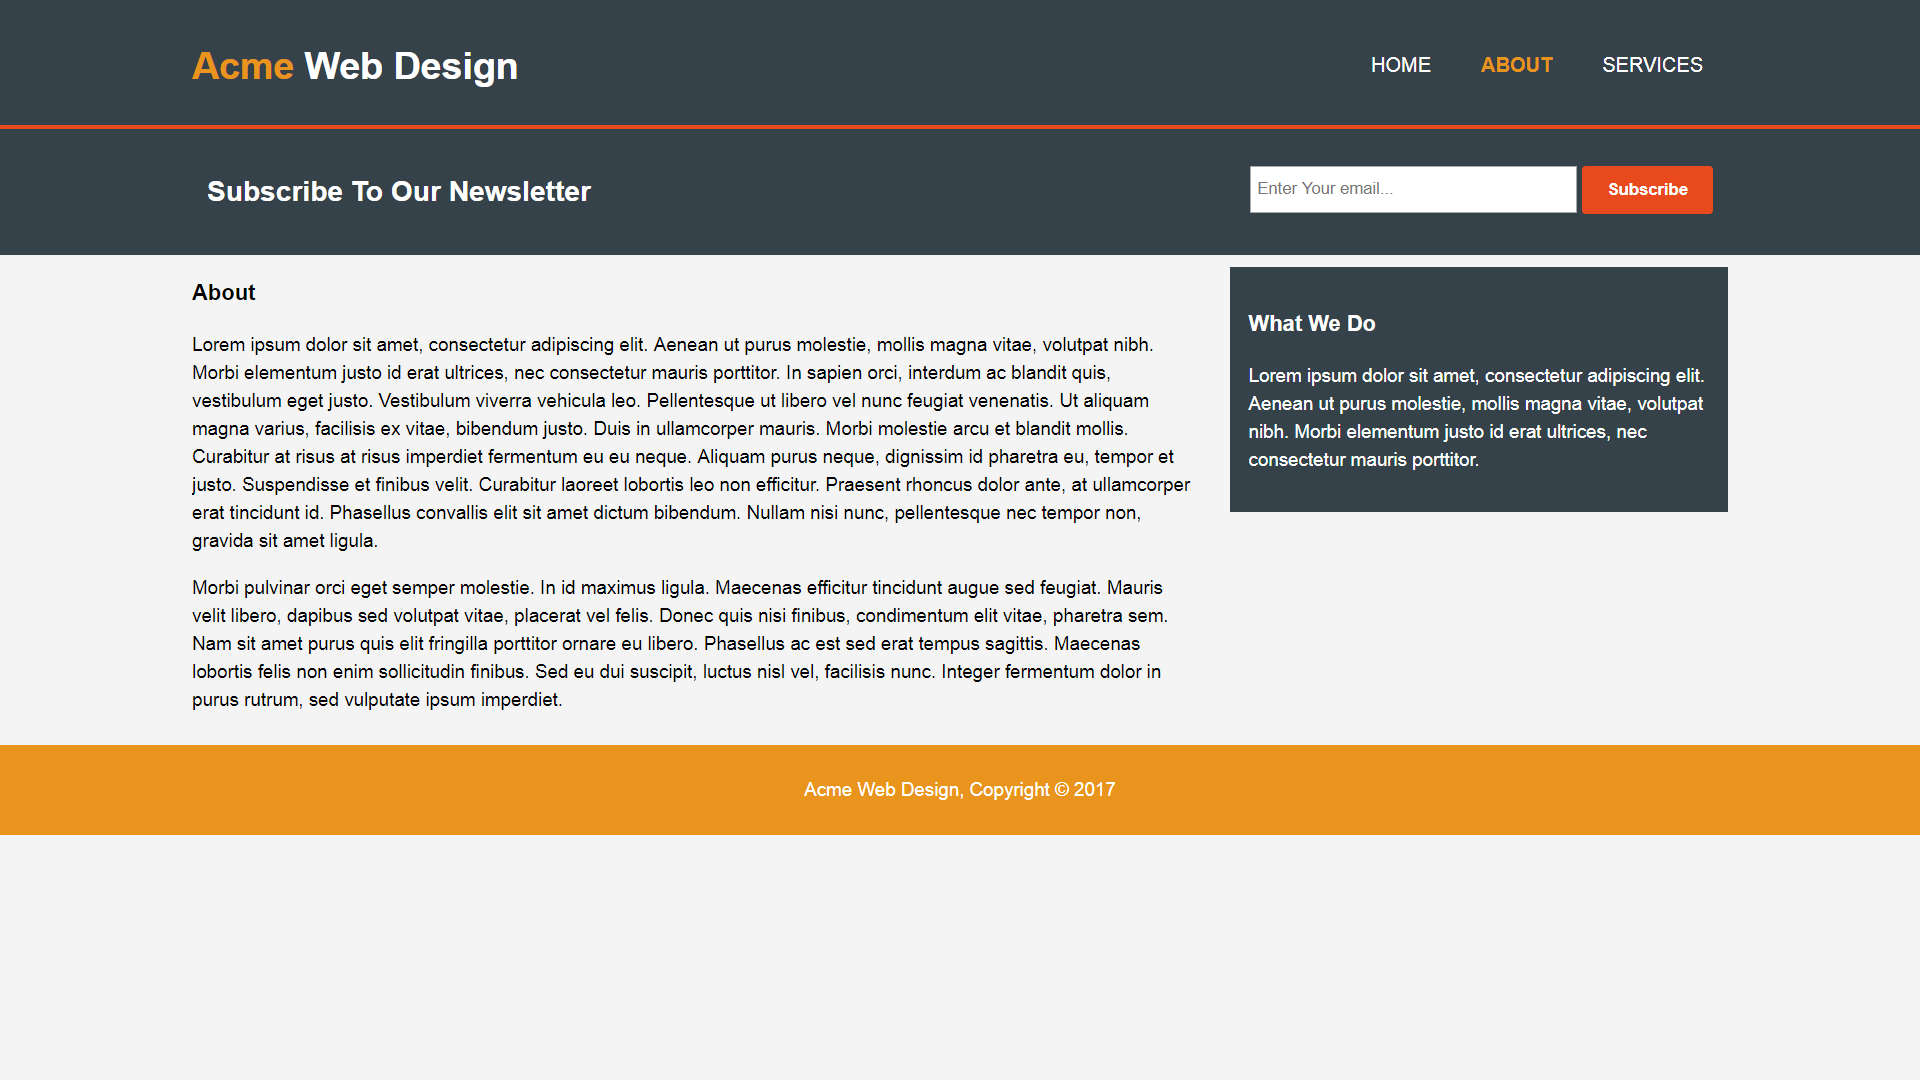 Acme Web Design
HOME ABOUT SERVICES
Subscribe To Our Newsletter
Enter Your email...
Subscribe
About
Lorem ipsum dolor sit amet, consectetur adipiscing elit. Aenean ut purus molestie, mollis magna vitae, volutpat nibh.
Morbi elementum justo id erat ultrices, nec consectetur mauris porttitor. In sapien orci, interdum ac blandit quis,
vestibulum eget justo. Vestibulum viverra vehicula leo. Pellentesque ut libero vel nunc feugiat venenatis. Ut aliquam
magna varius, facilisis ex vitae, bibendum justo. Duis in ullamcorper mauris. Morbi molestie arcu et blandit mollis.
Curabitur at risus at risus imperdiet fermentum eu eu neque. Aliquam purus neque, dignissim id pharetra eu, tempor et
justo. Suspendisse et finibus velit. Curabitur laoreet lobortis leo non efficitur. Praesent rhoncus dolor ante, at ullamcorper
erat tincidunt id. Phasellus convallis elit sit amet dictum bibendum. Nullam nisi nunc, pellentesque nec tempor non,
gravida sit amet ligula.
Morbi pulvinar orci eget semper molestie. In id maximus ligula. Maecenas efficitur tincidunt augue sed feugiat. Mauris
velit libero, dapibus sed volutpat vitae, placerat vel felis. Donec quis nisi finibus, condimentum elit vitae, pharetra sem.
Nam sit amet purus quis elit fringilla porttitor ornare eu libero. Phasellus ac est sed erat tempus sagittis. Maecenas
lobortis felis non enim sollicitudin finibus. Sed eu dui suscipit, luctus nisl vel, facilisis nunc. Integer fermentum dolor in
purus rutrum, sed vulputate ipsum imperdiet.
What We Do
Lorem ipsum dolor sit amet, consectetur adipiscing elit.
Aenean ut purus molestie, mollis magna vitae, volutpat
nibh. Morbi elementum justo id erat ultrices, nec
consectetur mauris porttitor.
Acme Web Design, Copyright © 2017